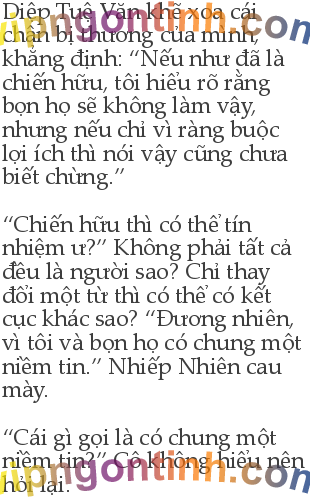 Diệp Tuệ Văn khẽ xoa cái
chân bị thương của mình,
khẳng định: “Nếu như đã là
chiến hữu, tôi hiểu rõ rằng
bọn họ sẽ không làm vậy,
nhưng nếu chỉ vì ràng buộc
lợi ích thì nói vậy cũng chưa
biết chừng.”
“Chiến hữu thì có thể tín
nhiệm ư?” Không phải tất cả
đều là người sao? Chỉ thay
đổi một từ thì có thể có kết
cục khác sao? “Đương nhiên,
vì tôi và bọn họ có chung một
niềm tin.” Nhiếp Nhiên cau
mày.
“Cái gì gọi là có chung một
niềm tin?” Cô không hiểu nên
hỏi lại.
vipngontinh.com
vipngontinh.com